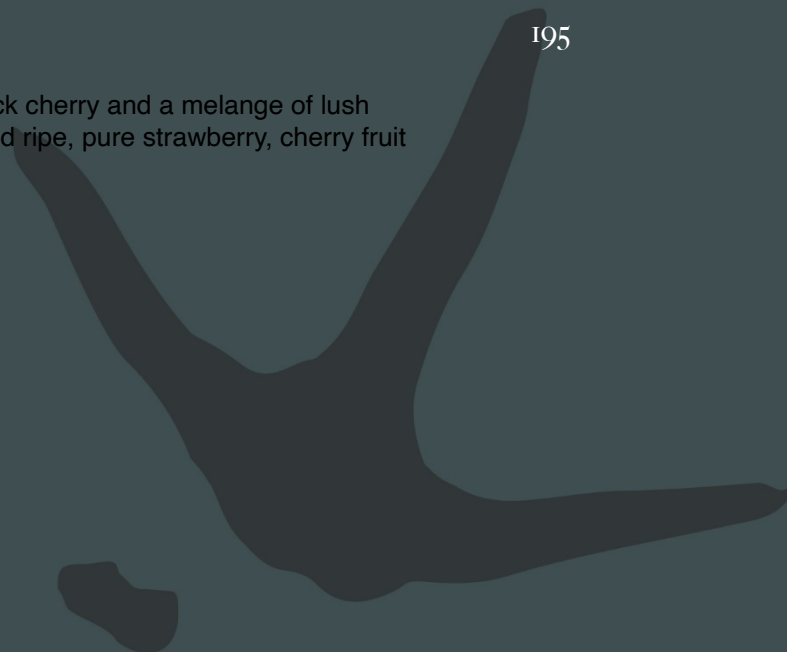 195
ck cherry and a melange of lush
d ripe, pure strawberry, cherry fruit